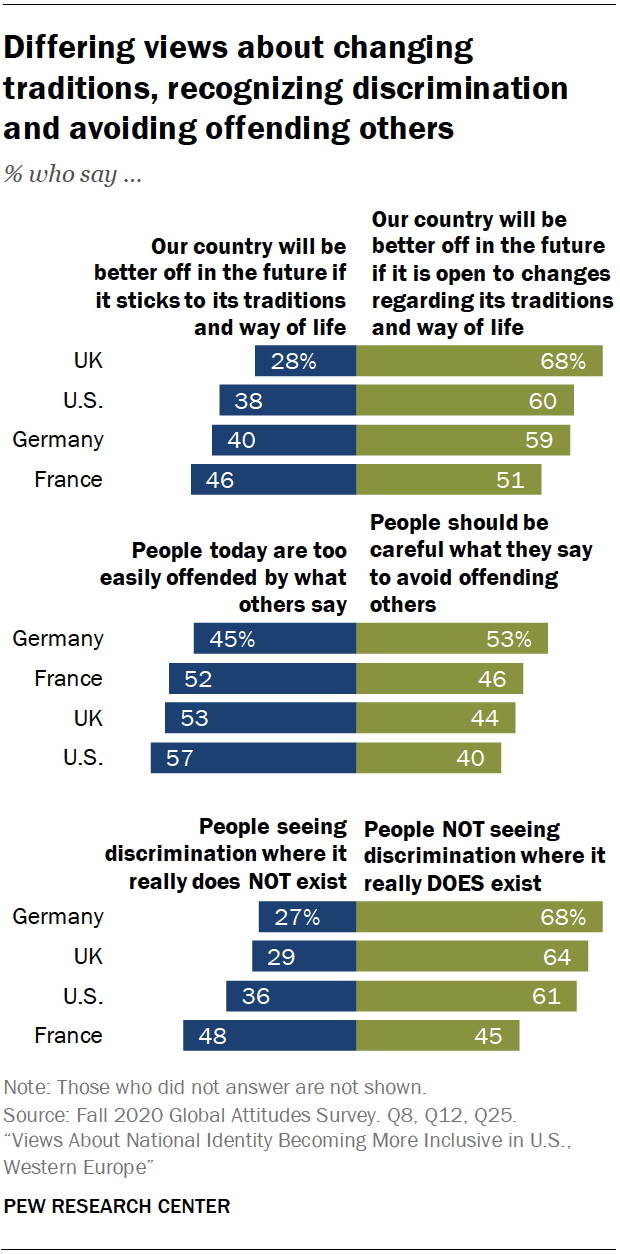 Differing views about changing
traditions, recognizing discrimination
and avoiding offending others
% who say …
Our country will be
better off in the future if
it sticks to its traditions
and way of life
Our country will be
better off in the future
if it is open to changes
regarding its traditions
and way of life
UK 28% 68%
U.S. 38 60
Germany 40 59
France 46 51
People today are too
easily offended by what
others say
People should be
careful what they say
to avoid offending
others
Germany 45% 53%
France 52 46
UK 53 44
U.S. 57 40
People seeing
discrimination where it
really does NOT exist
People NOT seeing
discrimination where it
really DOES exist
Germany 27% 68%
UK 29 64
U.S. 36 61
France 48 45
Note: Those who did not answer are not shown.
Source: Fall 2020 Global Attitudes Survey. Q8, Q12, Q25.
“Views About National Identity Becoming More Inclusive in U.S.,
Western Europe”
PEW RESEARCH CENTER